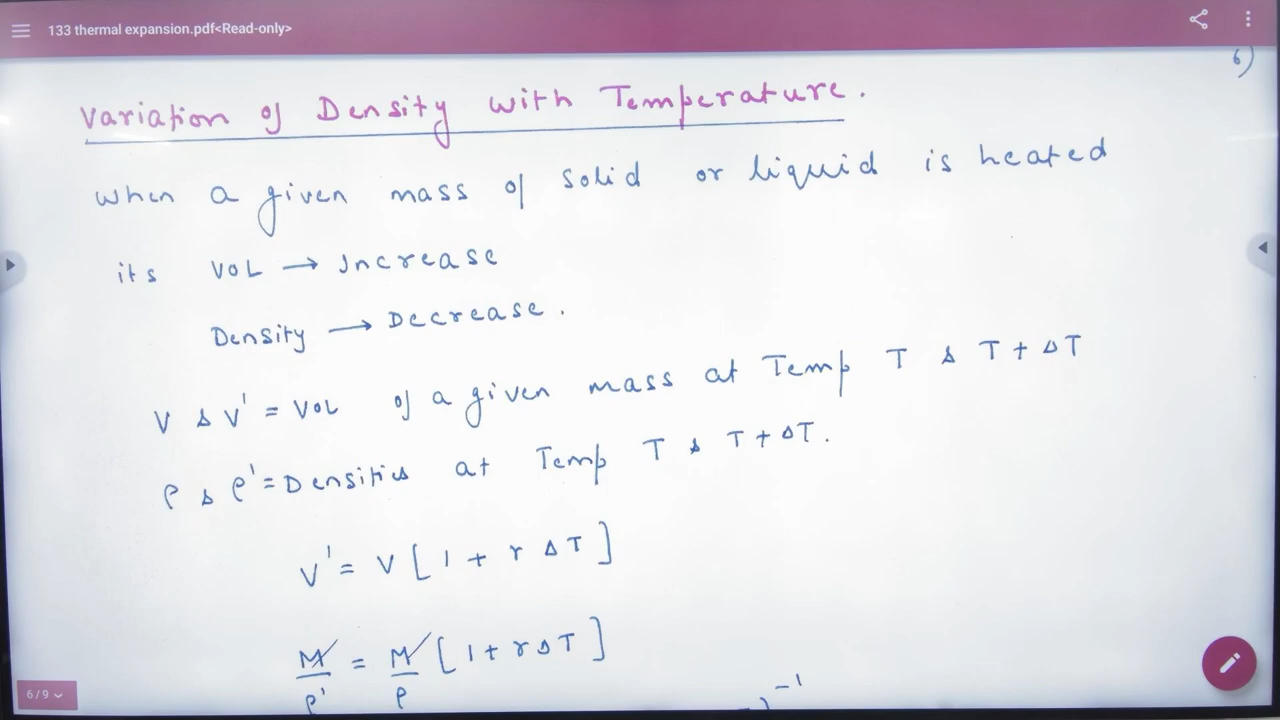 133 thermal expansion.pdf<Read-only>
6)
Variation of Density with Temperature.
When a given mass of solid or liquid is heated
its VOL → Increase
Density → Decrease.
V & V' = VOL of a given mass at Temp T & T + ΔT
ρ & ρ' = Densities at Temp T & T + ΔT.
V' = V [ 1 + r ΔT ]
M/ρ' = M/ρ [ 1 + r ΔT ]
)⁻¹
6/9